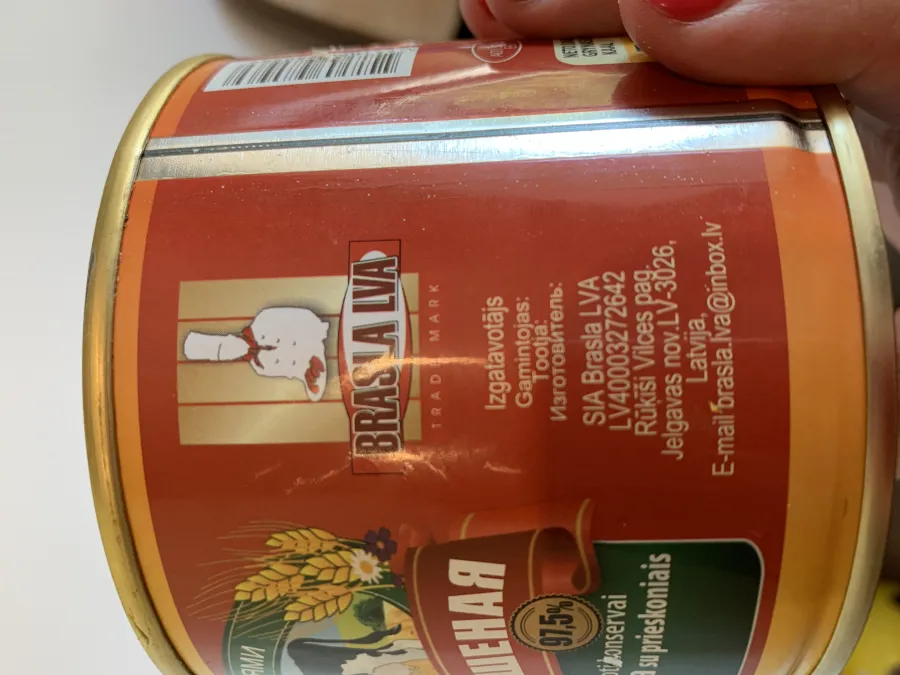 BRASLA LVA
TRADE MARK
Izgatavotājs
Gamintojas:
Tootja:
Изготовитель:
SIA Brasla LVA
LV40003272642
Rūķīši Vilces pag.
Jelgavas nov.LV-3026,
Latvija,
E-mail brasla.lva@inbox.lv
ШЕНАЯ
97.5%
su prieskoniais